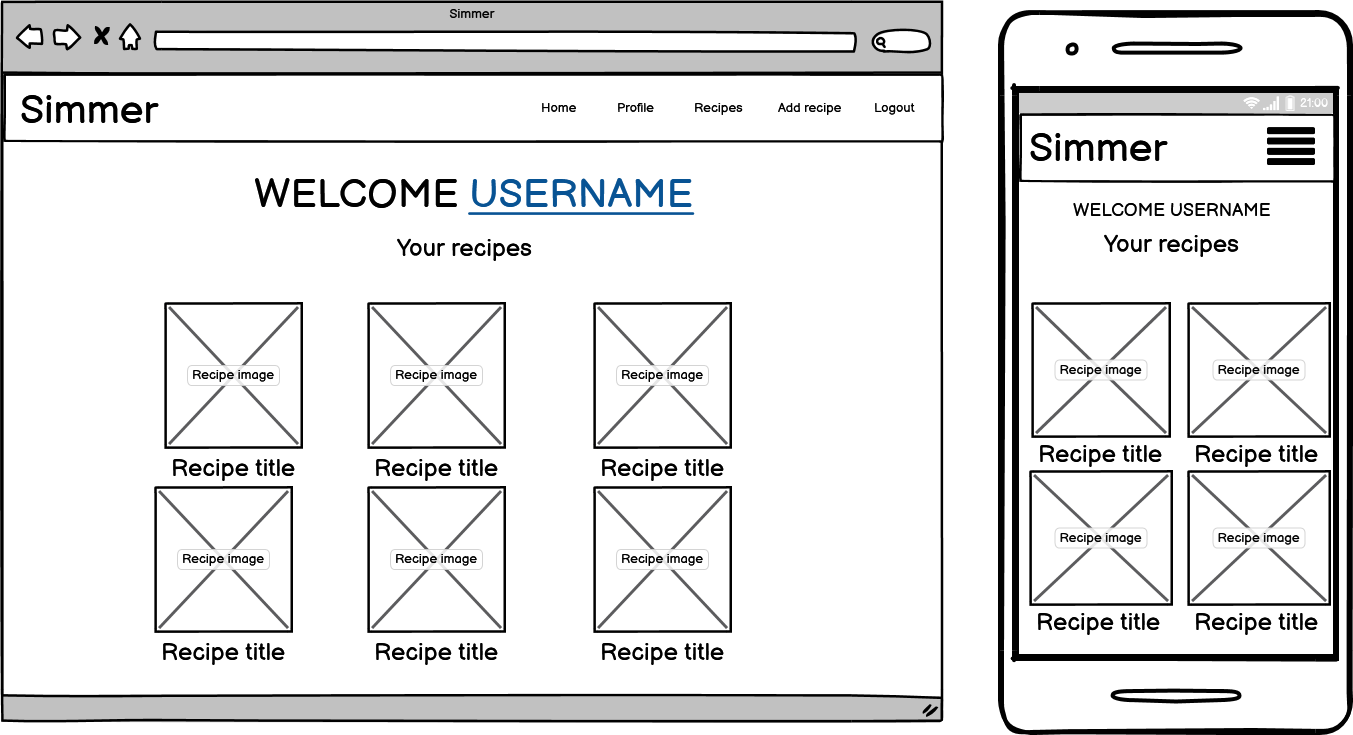 Simmer
Simmer
Home Profile Recipes Add recipe Logout
WELCOME USERNAME
Your recipes
Recipe image Recipe image Recipe image
Recipe title Recipe title Recipe title
Recipe image Recipe image Recipe image
Recipe title Recipe title Recipe title
21:00
Simmer
WELCOME USERNAME
Your recipes
Recipe image Recipe image
Recipe title Recipe title
Recipe image Recipe image
Recipe title Recipe title